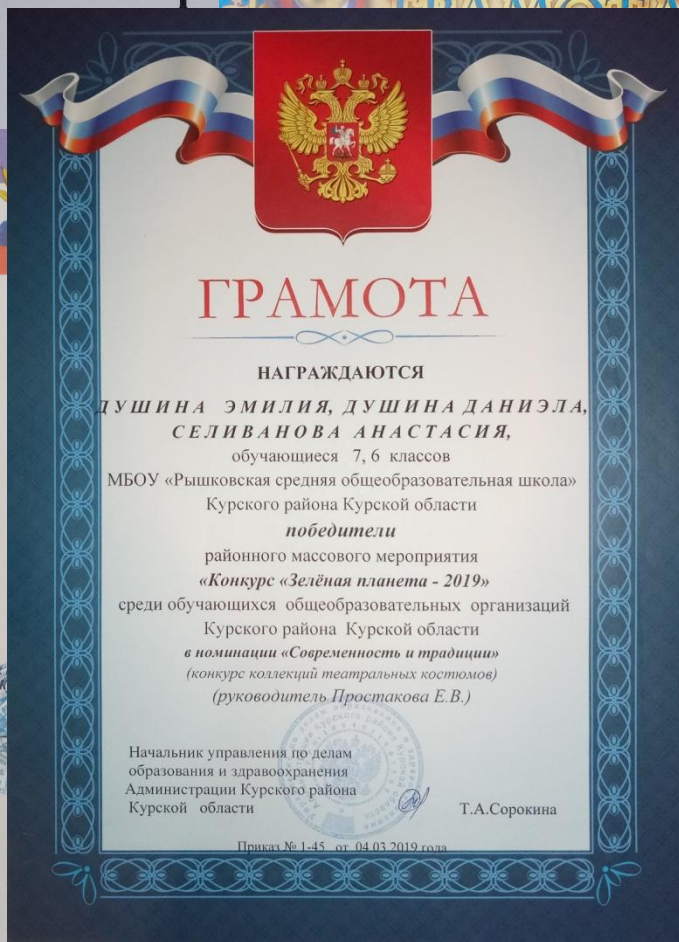 ГРАМОТА
НАГРАЖДАЮТСЯ
ДУШИНА ЭМИЛИЯ, ДУШИНА ДАНИЭЛА,
СЕЛИВАНОВА АНАСТАСИЯ,
обучающиеся 7, 6 классов
МБОУ «Рышковская средняя общеобразовательная школа»
Курского района Курской области
победители
районного массового мероприятия
«Конкурс «Зелёная планета - 2019»
среди обучающихся общеобразовательных организаций
Курского района Курской области
в номинации «Современность и традиции»
(конкурс коллекций театральных костюмов)
(руководитель Простакова Е.В.)
Начальник управления по делам
образования и здравоохранения
Администрации Курского района
Курской области Т.А.Сорокина
Приказ № 1-45 от 04.03.2019 года